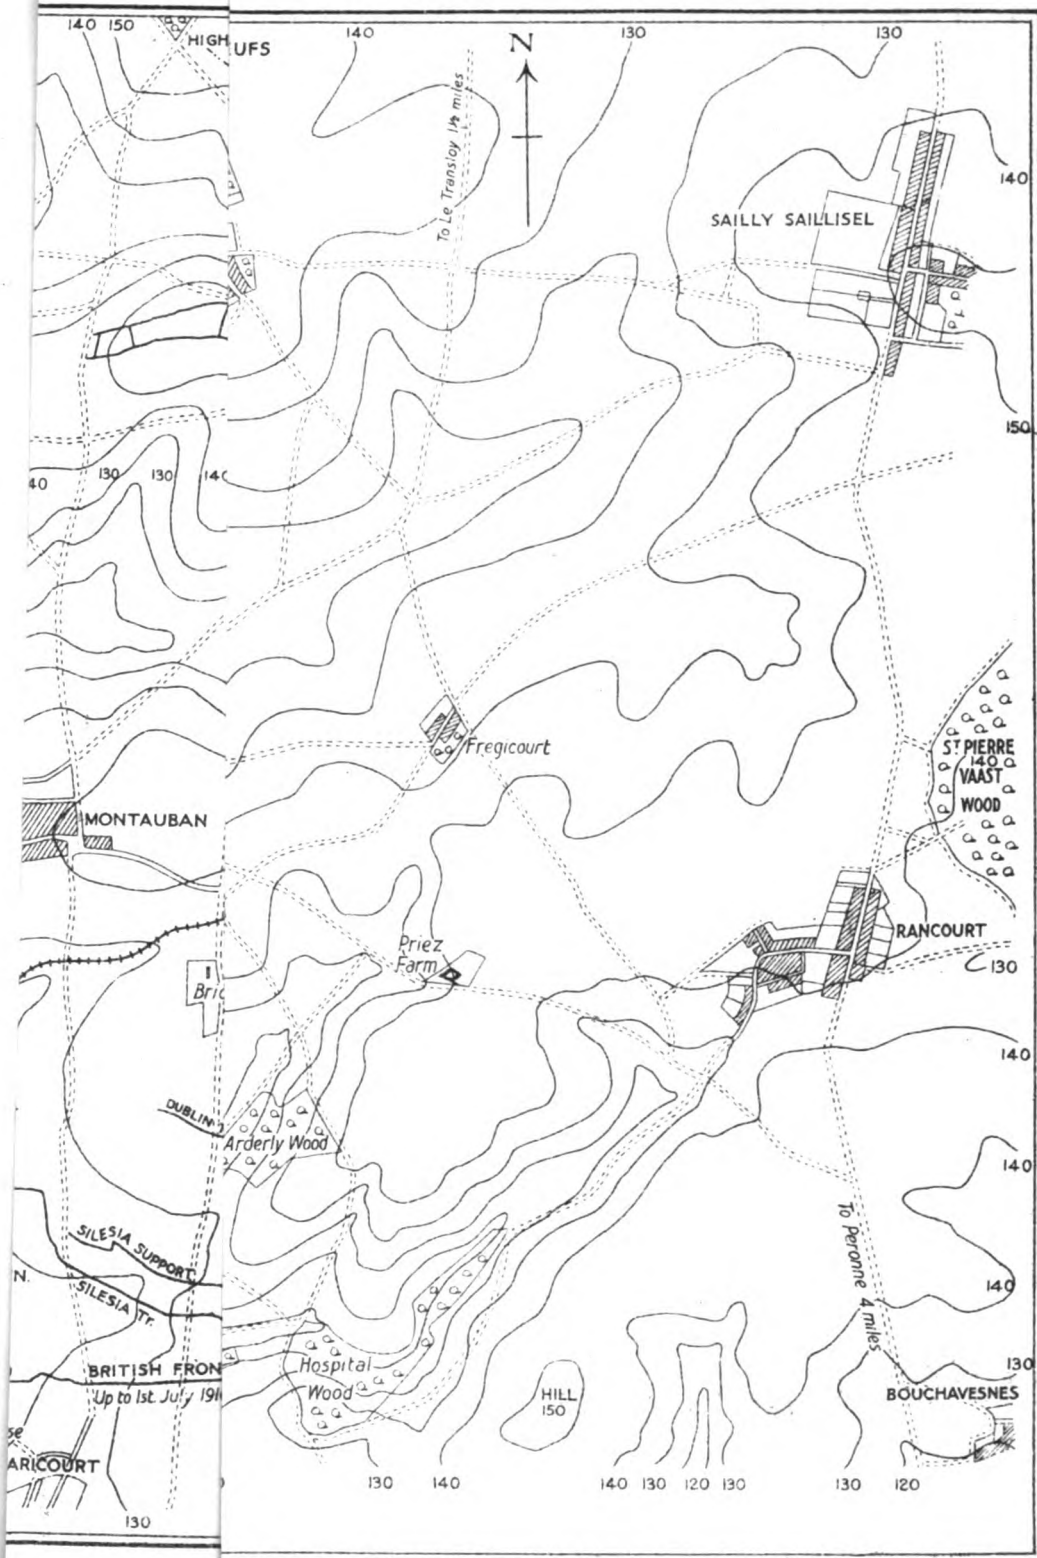 140 150
HIGH
UFS
140
N
130
130
To Le Transloy 1½ miles
140
SAILLY SAILLISEL
150
40
130
130
140
Fregicourt
ST PIERRE
140
VAAST
WOOD
MONTAUBAN
RANCOURT
Priez
Farm
130
Bric
140
DUBLIN
Arderly Wood
140
SILESIA SUPPORT
To Peronne 4 miles
N.
SILESIA Tr.
140
BRITISH FRON
Up to 1st. July 191
Hospital
Wood
HILL
150
130
BOUCHAVESNES
se
ARICOURT
130
140
140 130 120 130
130 120
130